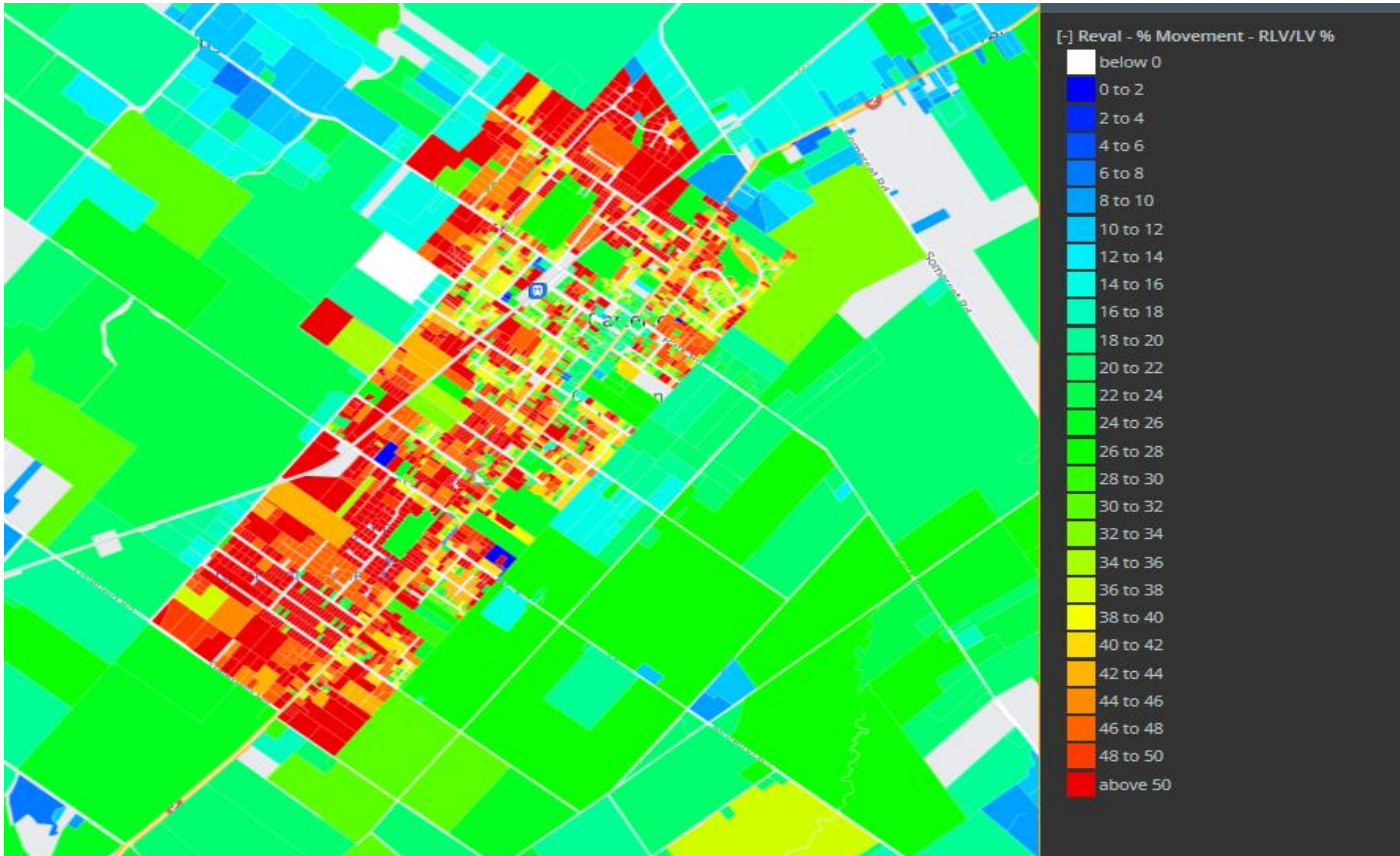 [-] Reval - % Movement - RLV/LV %
below 0
0 to 2
2 to 4
4 to 6
6 to 8
8 to 10
10 to 12
12 to 14
14 to 16
16 to 18
18 to 20
20 to 22
22 to 24
24 to 26
26 to 28
28 to 30
30 to 32
32 to 34
34 to 36
36 to 38
38 to 40
40 to 42
42 to 44
44 to 46
46 to 48
48 to 50
above 50
Somerset Rd
Somerset Rd